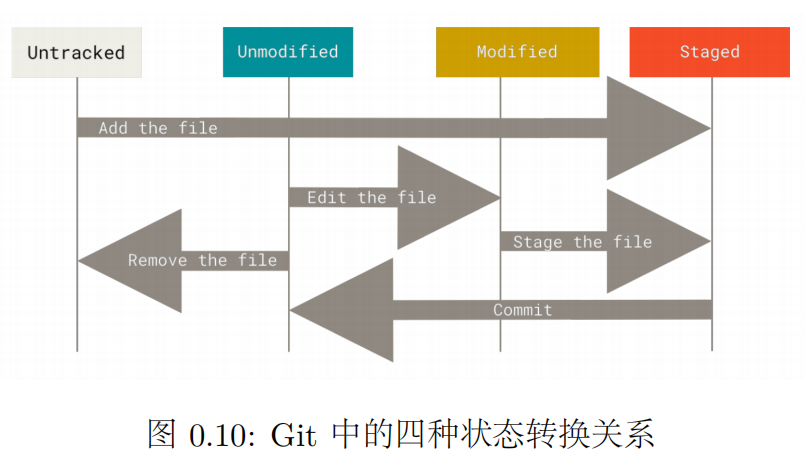 Untracked Unmodified Modified Staged
Add the file
Edit the file
Stage the file
Remove the file
Commit
图 0.10: Git 中的四种状态转换关系